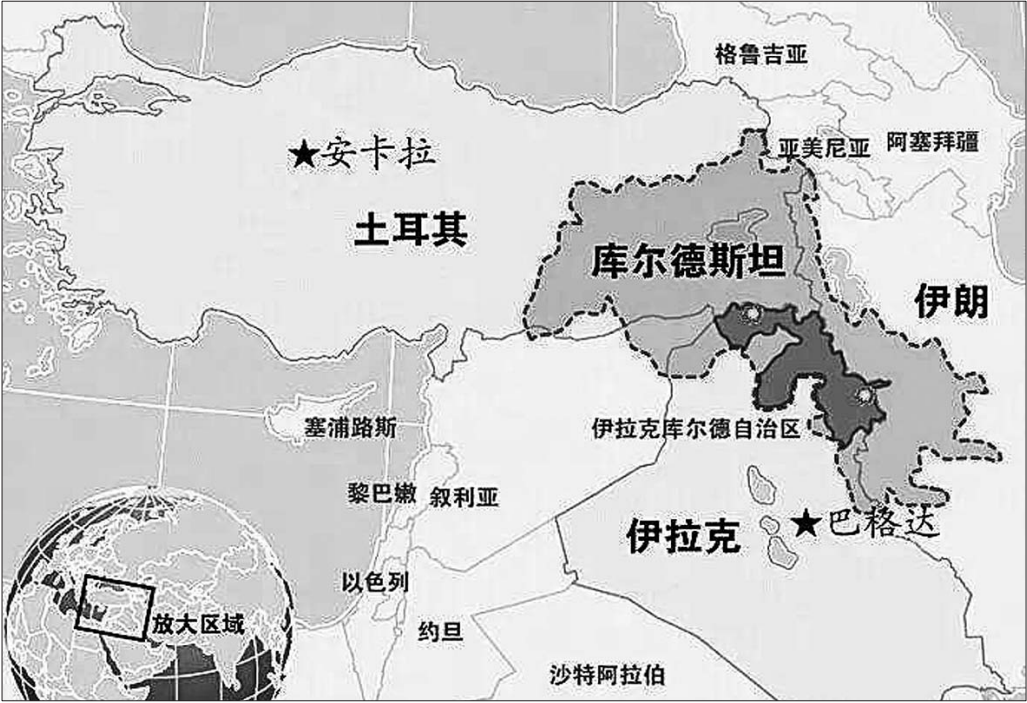 格鲁吉亚
亚美尼亚
阿塞拜疆
★安卡拉
土耳其
库尔德斯坦
伊朗
塞浦路斯
伊拉克库尔德自治区
黎巴嫩
叙利亚
伊拉克
★巴格达
以色列
约旦
放大区域
沙特阿拉伯